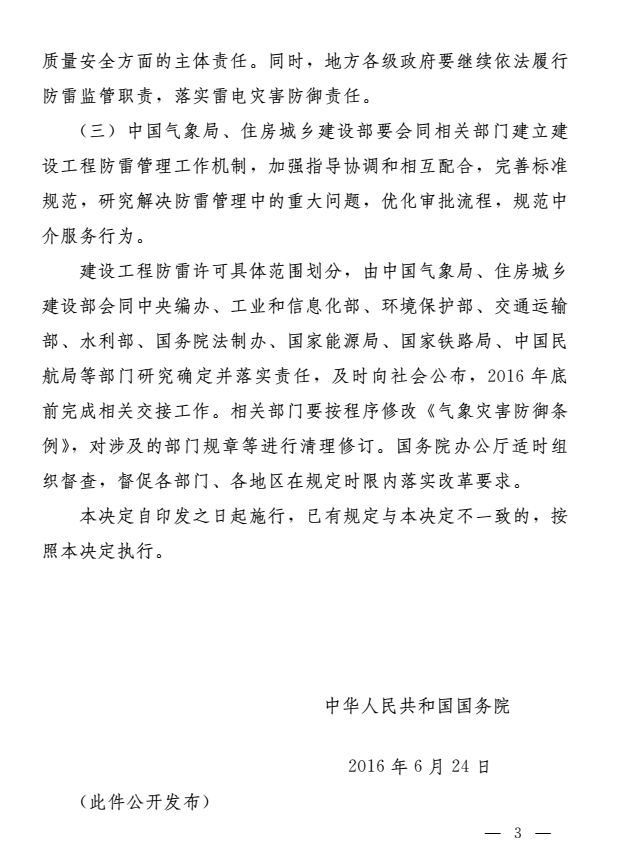 质量安全方面的主体责任。同时，地方各级政府要继续依法履行
防雷监管职责，落实雷电灾害防御责任。
（三）中国气象局、住房城乡建设部要会同相关部门建立建
设工程防雷管理工作机制，加强指导协调和相互配合，完善标准
规范，研究解决防雷管理中的重大问题，优化审批流程，规范中
介服务行为。
建设工程防雷许可具体范围划分，由中国气象局、住房城乡
建设部会同中央编办、工业和信息化部、环境保护部、交通运输
部、水利部、国务院法制办、国家能源局、国家铁路局、中国民
航局等部门研究确定并落实责任，及时向社会公布，2016 年底
前完成相关交接工作。相关部门要按程序修改《气象灾害防御条
例》，对涉及的部门规章等进行清理修订。国务院办公厅适时组
织督查，督促各部门、各地区在规定时限内落实改革要求。
本决定自印发之日起施行，已有规定与本决定不一致的，按
照本决定执行。
中华人民共和国国务院
2016 年 6 月 24 日
（此件公开发布）
— 3 —